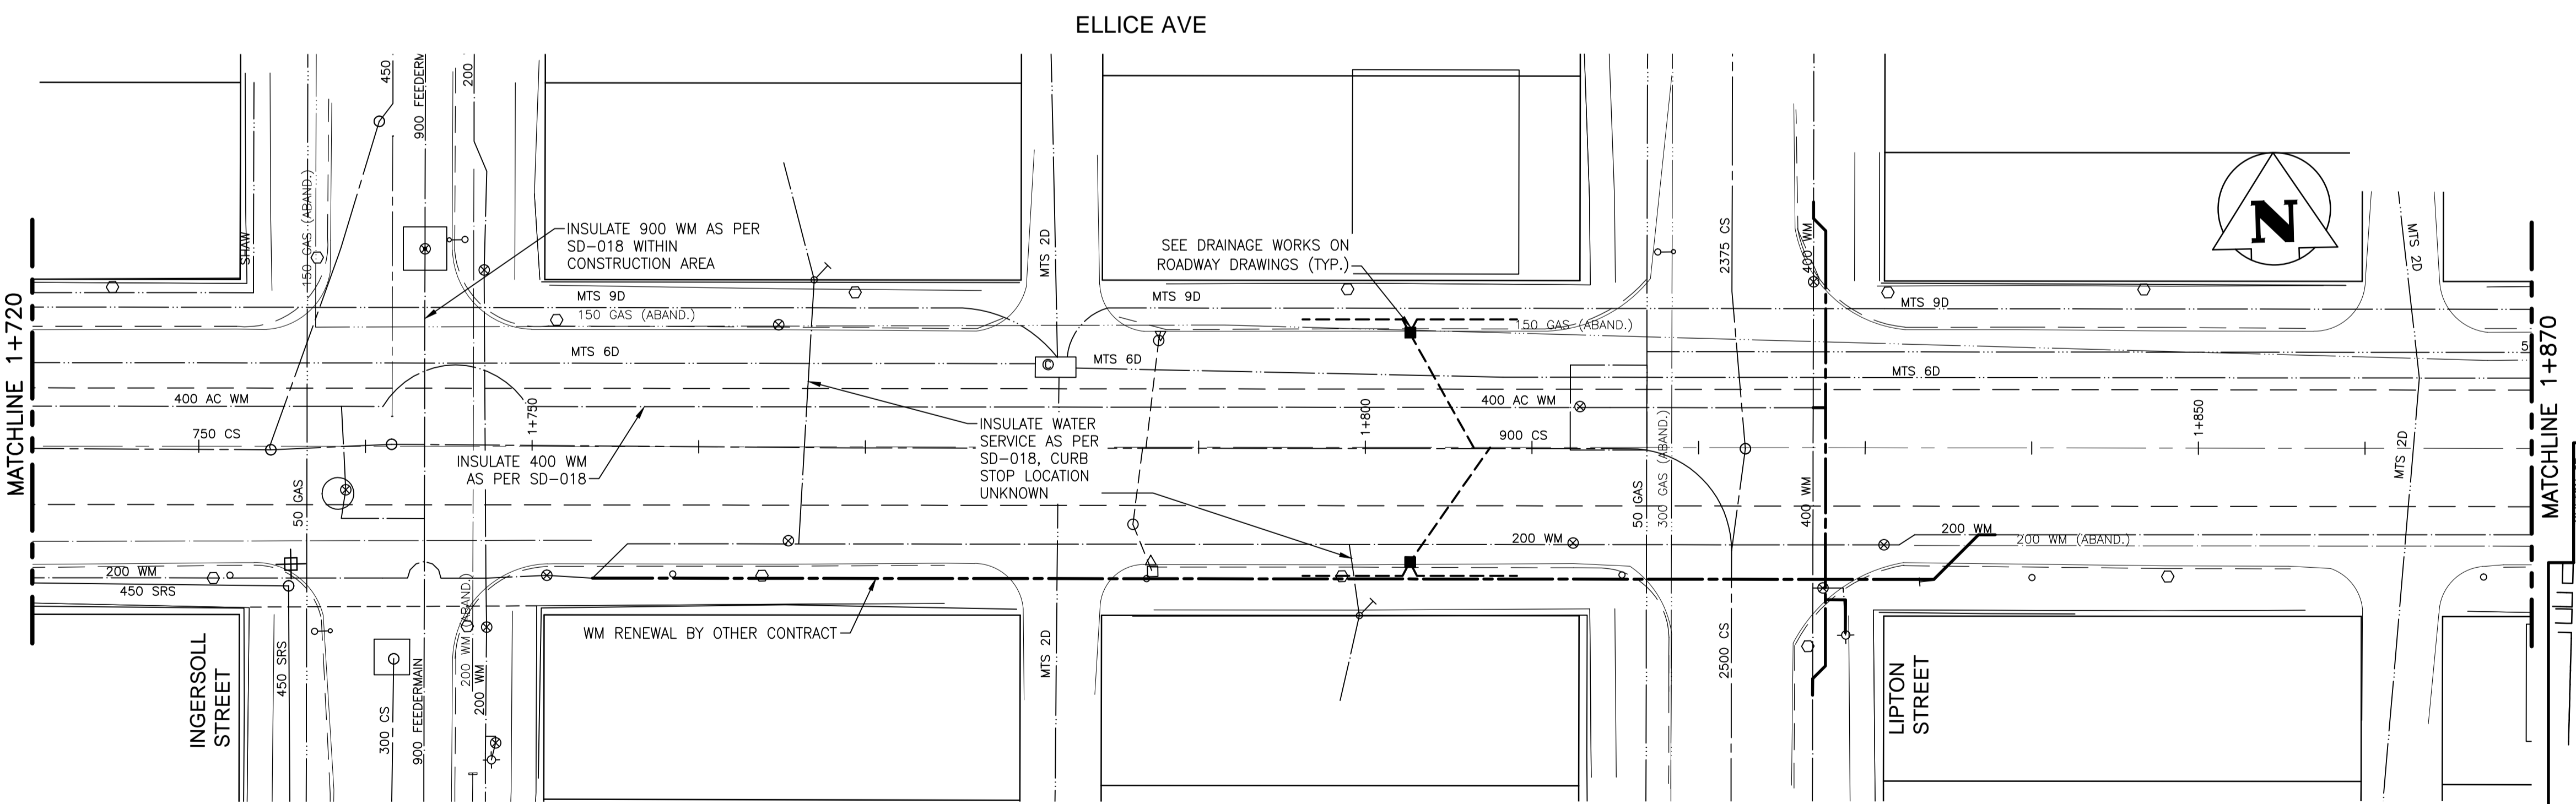 ELLICE AVE
MATCHLINE 1+720
MATCHLINE 1+870
450
900 FEEDERM
200
150 GAS (ABAND.)
SHAW
INSULATE 900 WM AS PER
SD-018 WITHIN
CONSTRUCTION AREA
MTS 2D
SEE DRAINAGE WORKS ON
ROADWAY DRAWINGS (TYP.)
2375 CS
400 WM
N
MTS 2D
MTS 9D
150 GAS (ABAND.)
MTS 9D
150 GAS (ABAND.)
MTS 9D
MTS 6D
MTS 6D
MTS 6D
5
400 AC WM
1+750
400 AC WM
1+800
1+850
750 CS
900 CS
INSULATE 400 WM
AS PER SD-018
INSULATE WATER
SERVICE AS PER
SD-018, CURB
STOP LOCATION
UNKNOWN
300 GAS (ABAND.)
50 GAS
50 GAS
400 WM
MTS 2D
200 WM
200 WM
200 WM (ABAND.)
200 WM
450 SRS
WM RENEWAL BY OTHER CONTRACT
INGERSOLL
STREET
450 SRS
300 CS
900 FEEDERMAIN
200 WM (ABAND.)
200 WM
MTS 2D
2500 CS
LIPTON
STREET